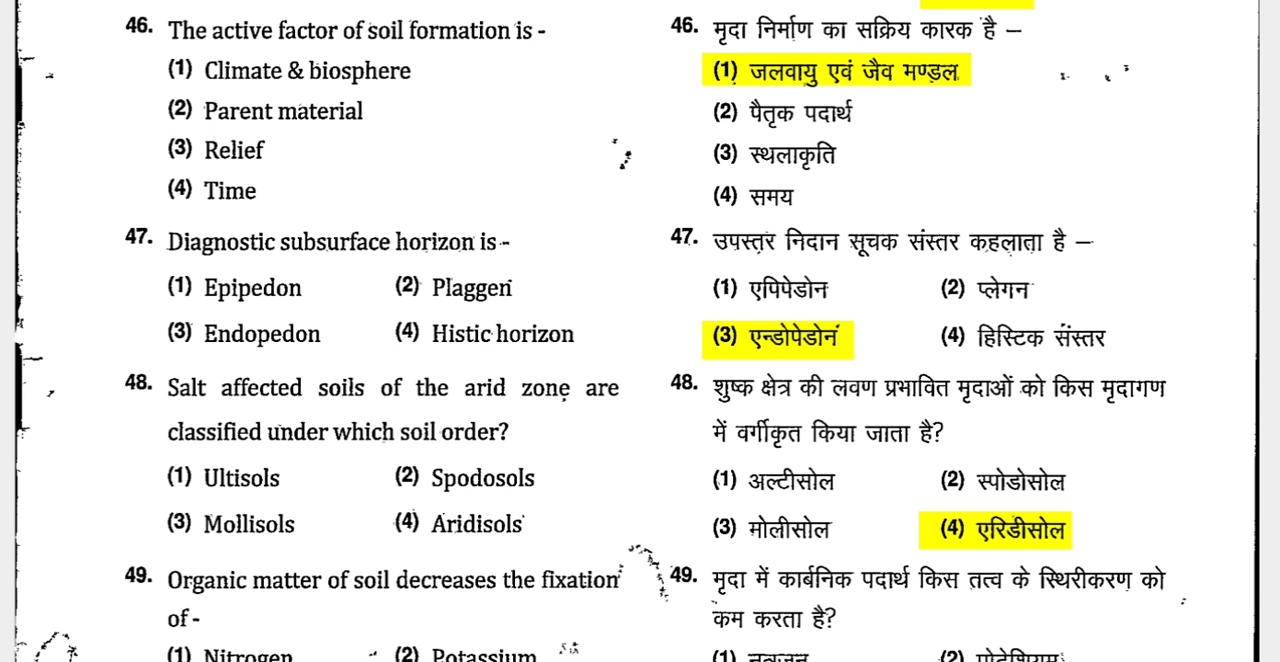 46. The active factor of soil formation is -
(1) Climate & biosphere
(2) Parent material
(3) Relief
(4) Time
47. Diagnostic subsurface horizon is -
(1) Epipedon (2) Plaggen
(3) Endopedon (4) Histic horizon
48. Salt affected soils of the arid zone are
classified under which soil order?
(1) Ultisols (2) Spodosols
(3) Mollisols (4) Aridisols
49. Organic matter of soil decreases the fixation
of -
(1) Nitrogen (2) Potassium
46. मृदा निर्माण का सक्रिय कारक है –
(1) जलवायु एवं जैव मण्डल
(2) पैतृक पदार्थ
(3) स्थलाकृति
(4) समय
47. उपस्तर निदान सूचक संस्तर कहलाता है –
(1) एपिपेडोन (2) प्लेगन
(3) एन्डोपेडोन (4) हिस्टिक संस्तर
48. शुष्क क्षेत्र की लवण प्रभावित मृदाओं को किस मृदागण
में वर्गीकृत किया जाता है?
(1) अल्टीसोल (2) स्पोडोसोल
(3) मोलीसोल (4) एरिडीसोल
49. मृदा में कार्बनिक पदार्थ किस तत्व के स्थिरीकरण को
कम करता है?
(1) नत्रजन (2) पोटेशियम